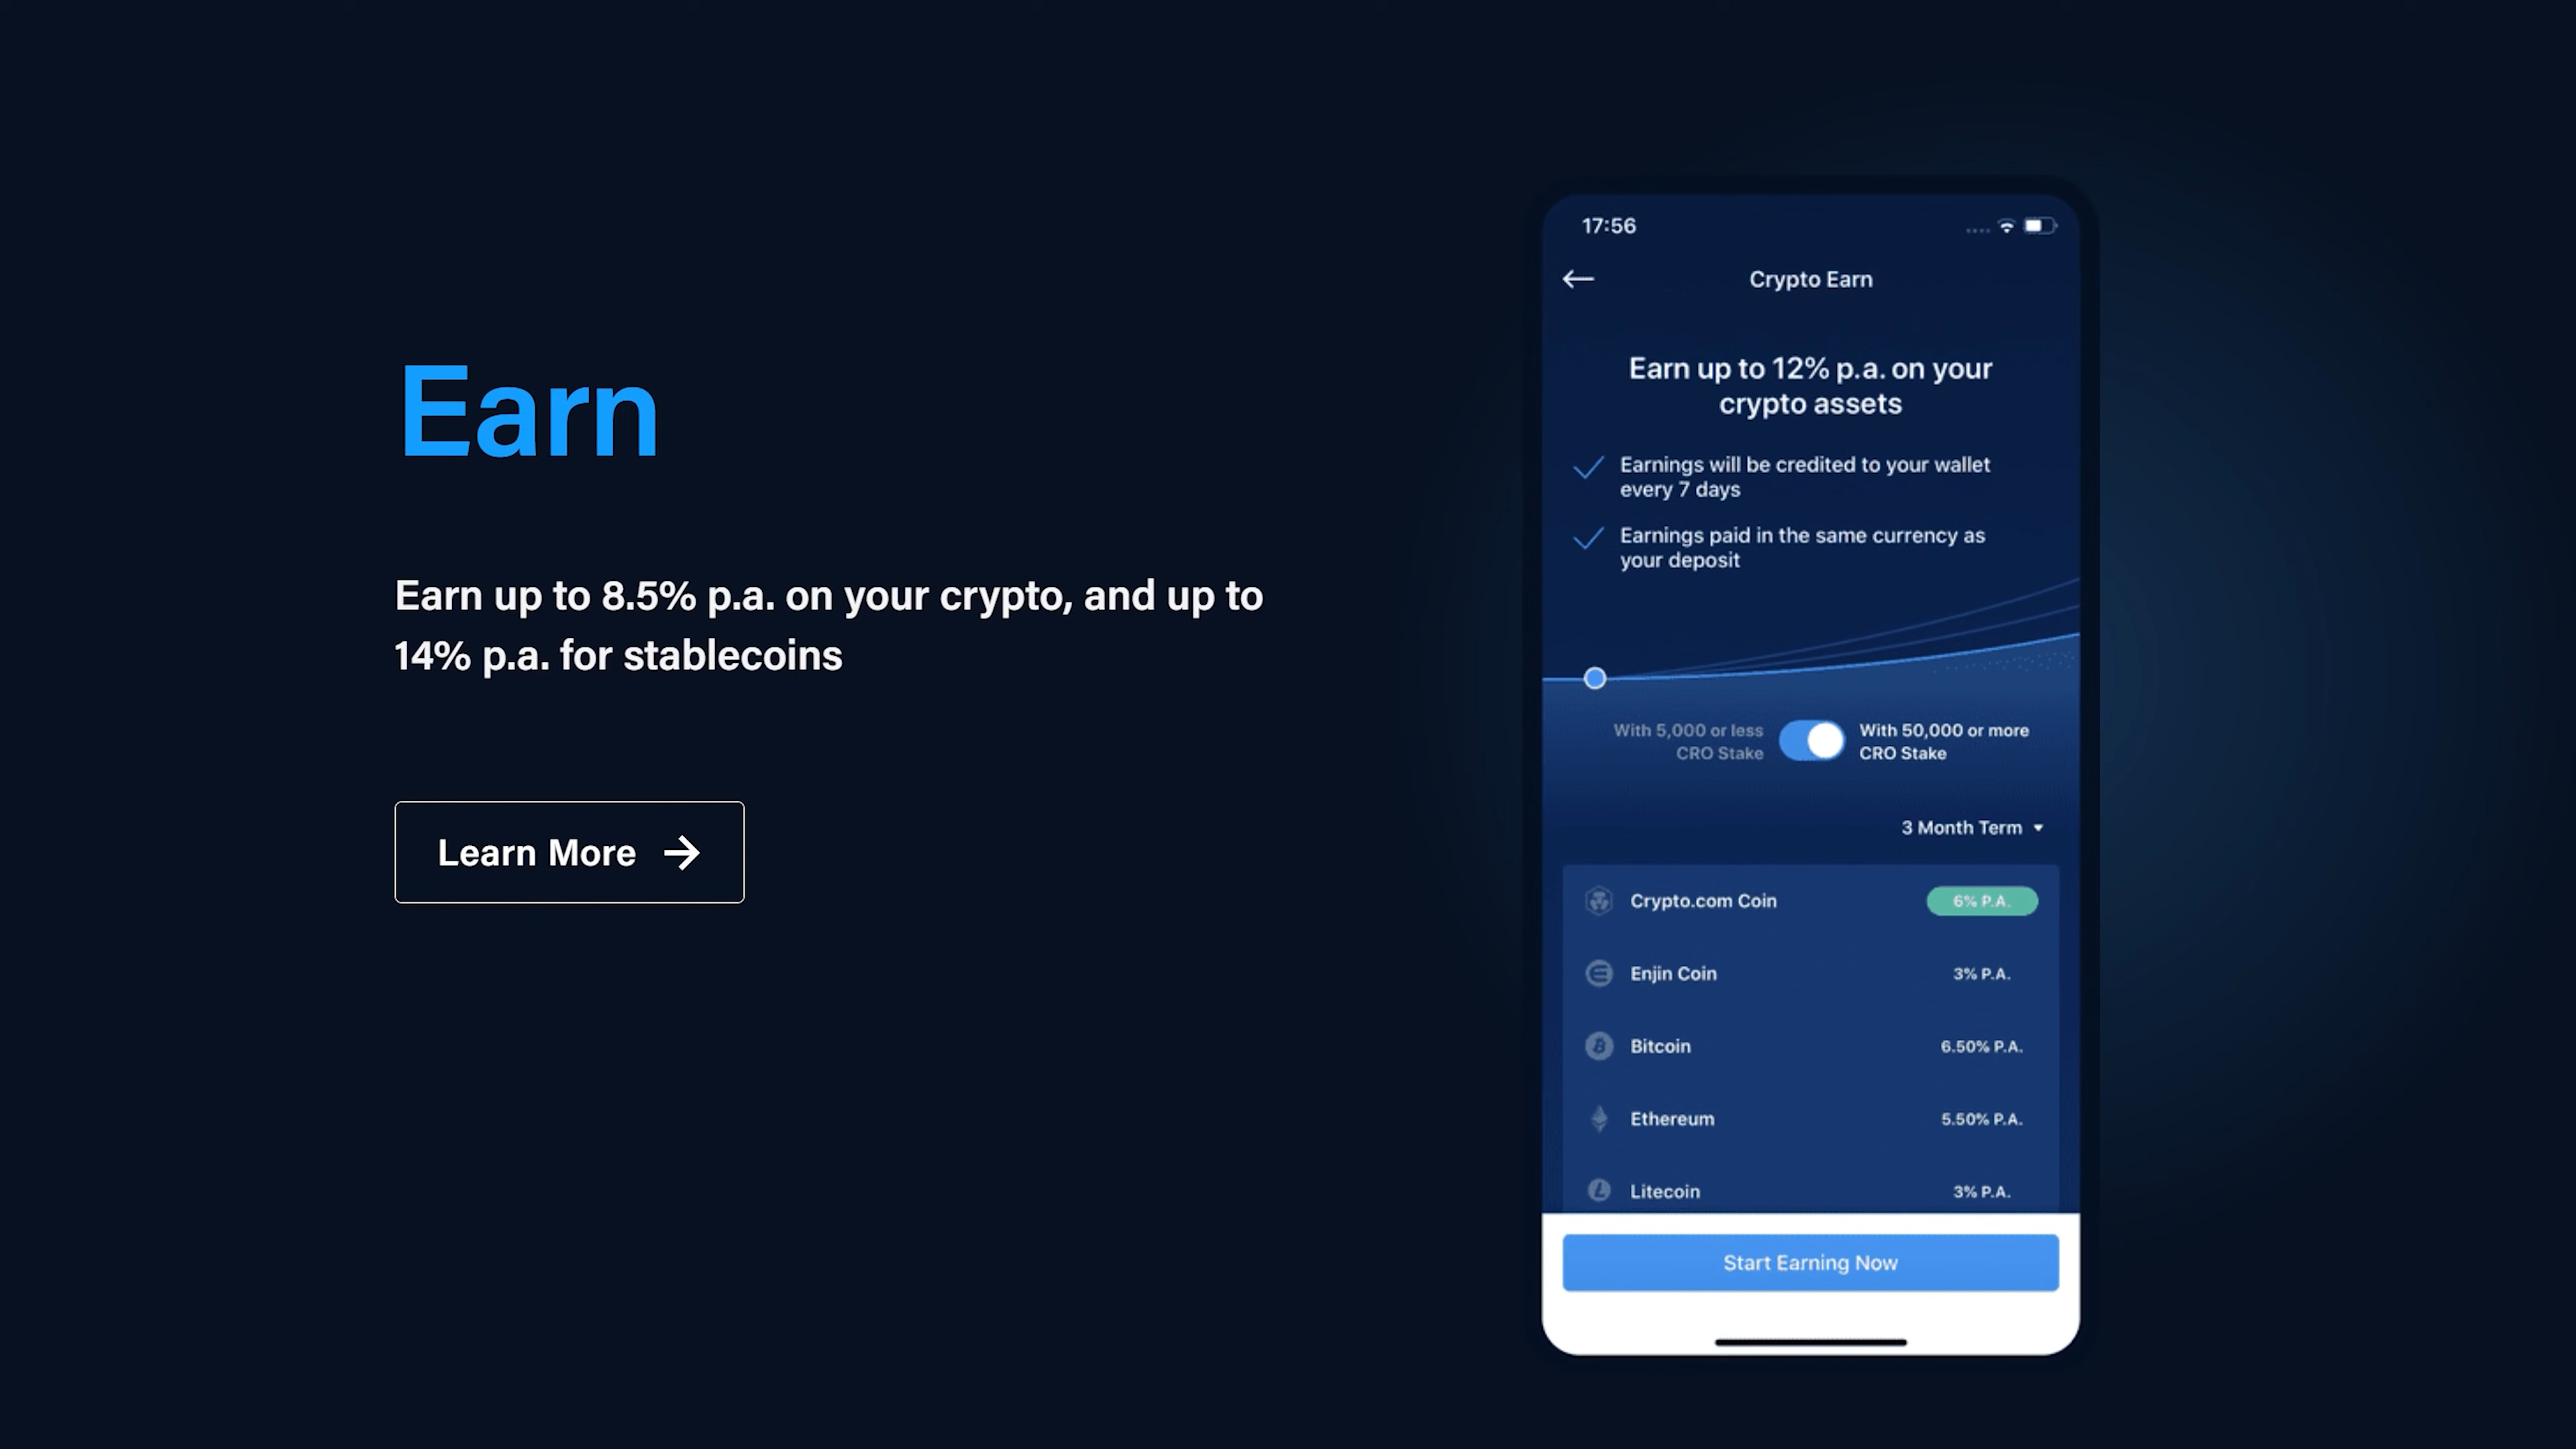 Earn
Earn up to 8.5% p.a. on your crypto, and up to
14% p.a. for stablecoins
Learn More →
17:56
Crypto Earn
Earn up to 12% p.a. on your
crypto assets
Earnings will be credited to your wallet
every 7 days
Earnings paid in the same currency as
your deposit
With 5,000 or less
CRO Stake
With 50,000 or more
CRO Stake
3 Month Term
Crypto.com Coin 6% P.A.
Enjin Coin 3% P.A.
Bitcoin 6.50% P.A.
Ethereum 5.50% P.A.
Litecoin 3% P.A.
Start Earning Now